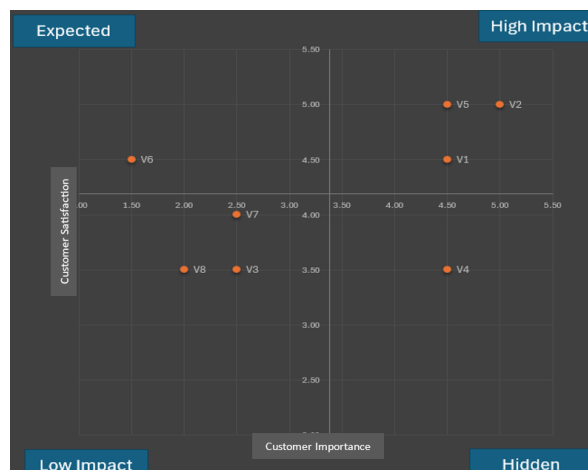 Expected
High Impact
5.50
5.00
V5
V2
4.50
V6
V1
Customer Satisfaction
.00 1.50 2.00 2.50 3.00 3.50 4.00 4.50 5.00 5.50
4.00
V7
3.50
V8
V3
V4
3.00
2.50
Customer Importance
Low Impact
Hidden